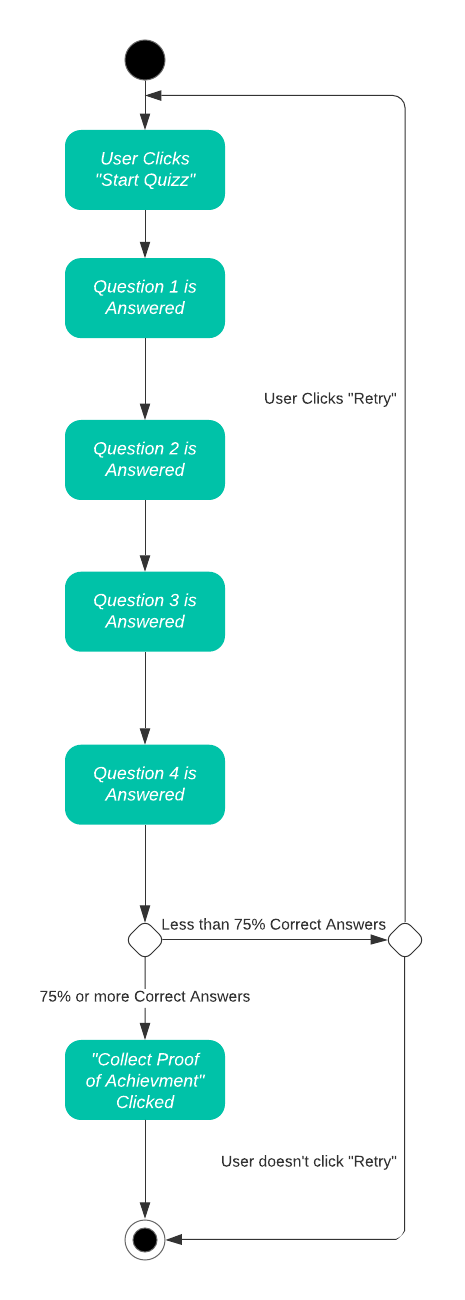 User Clicks
"Start Quizz"
Question 1 is
Answered
User Clicks "Retry"
Question 2 is
Answered
Question 3 is
Answered
Question 4 is
Answered
Less than 75% Correct Answers
75% or more Correct Answers
"Collect Proof
of Achievment"
Clicked
User doesn't click "Retry"